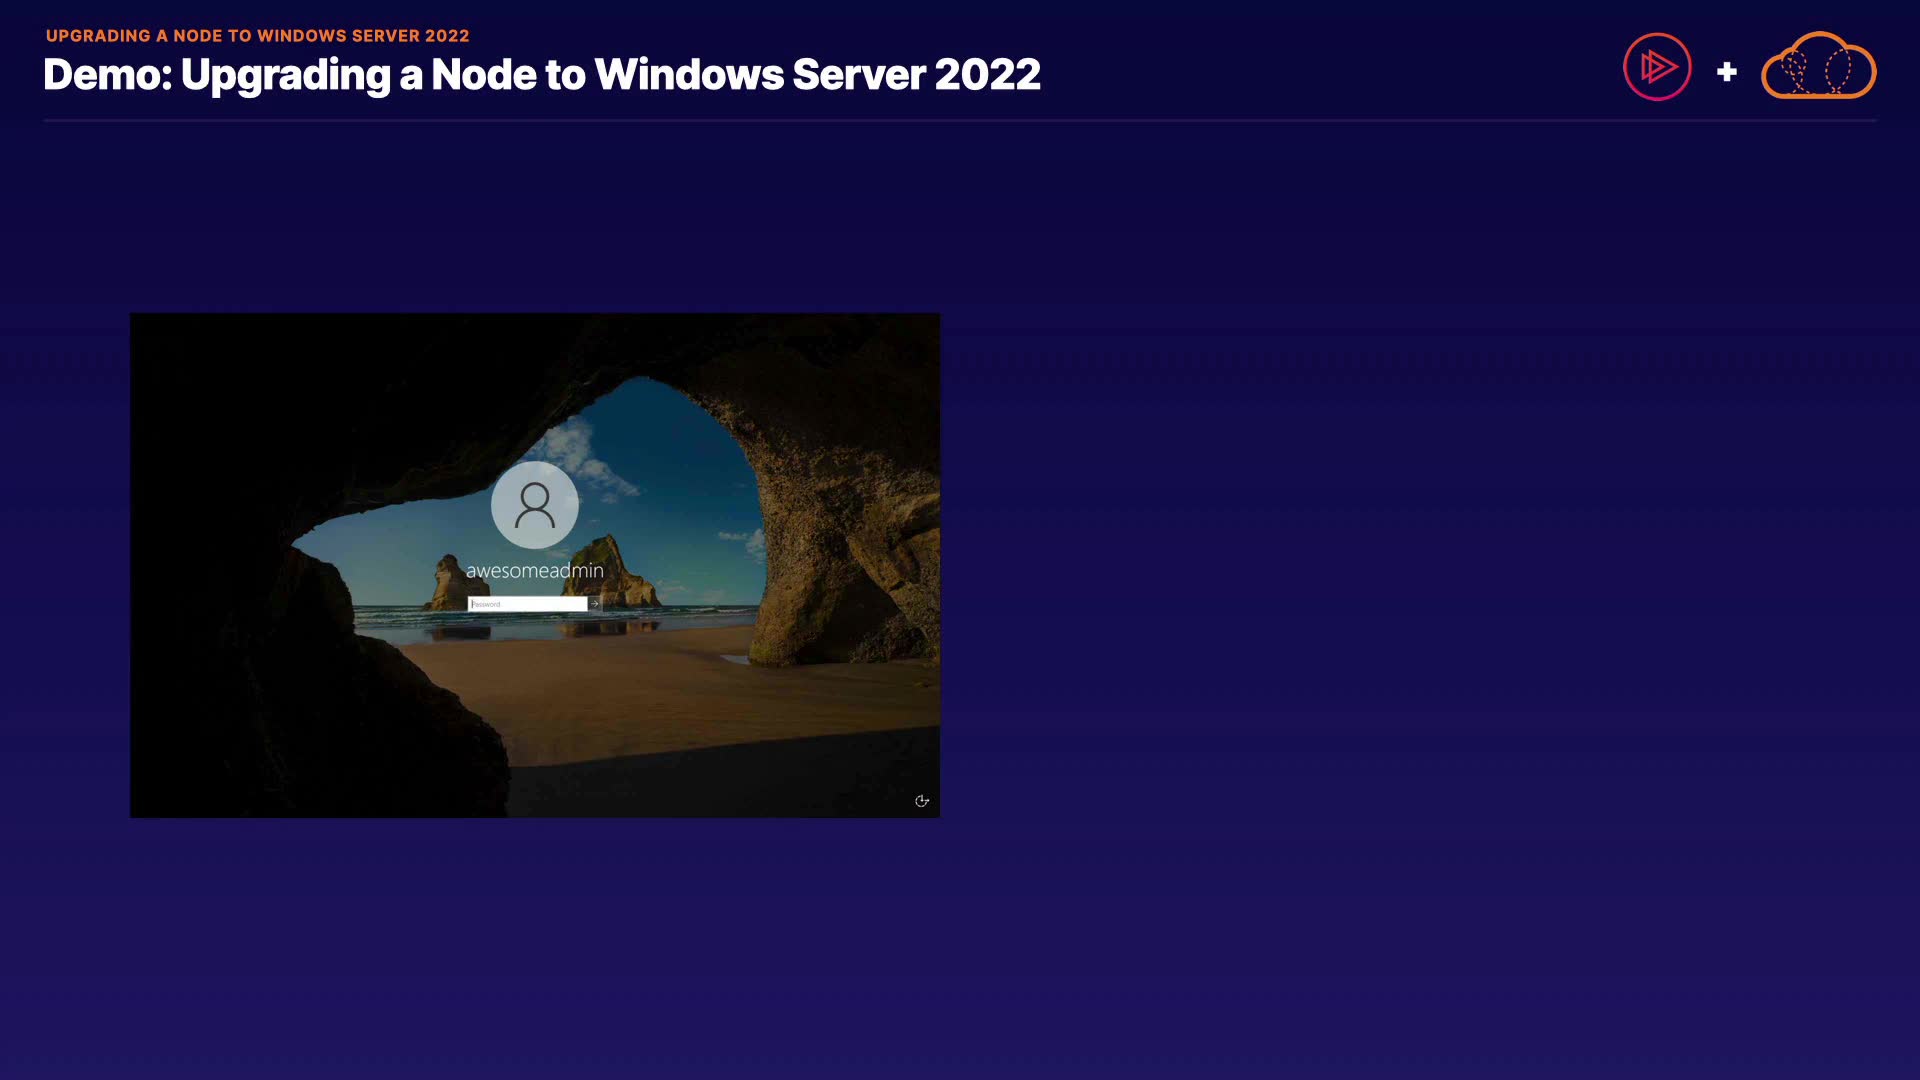 UPGRADING A NODE TO WINDOWS SERVER 2022
Demo: Upgrading a Node to Windows Server 2022
+
awesomeadmin
Password